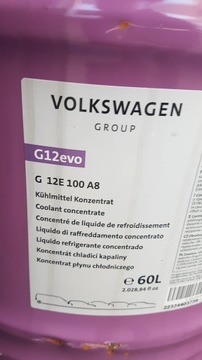 VOLKSWAGEN
GROUP
G12evo
G 12E 100 A8
Kühlmittel Konzentrat
Coolant concentrate
Concentré de liquide de refroidissement
Liquido di raffreddamento concentrato
Liquido refrigerante concentrado
Koncentrát chladicí kapaliny
Koncentrat płynu chłodniczego
℮ 60L
2.028,84 fl oz